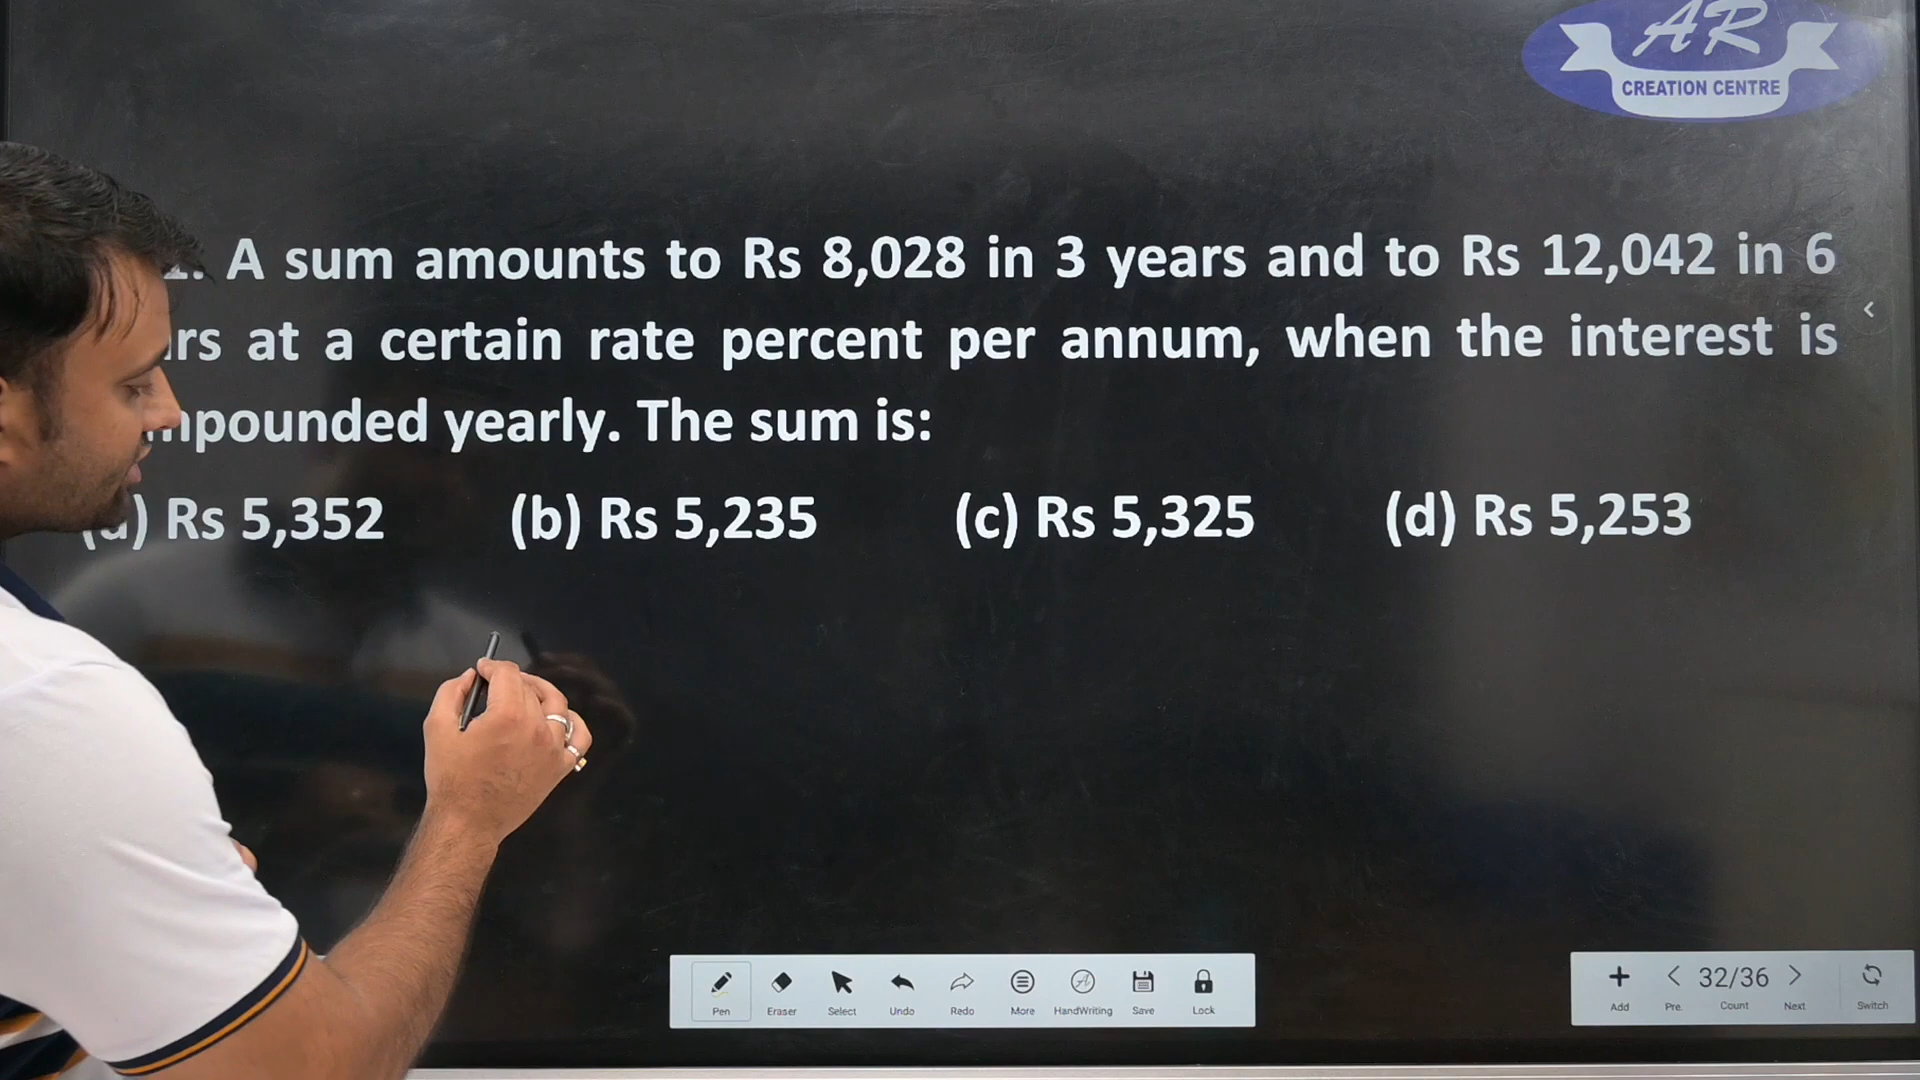 AR
CREATION CENTRE
A sum amounts to Rs 8,028 in 3 years and to Rs 12,042 in 6
at a certain rate percent per annum, when the interest is
yearly. The sum is:
Rs 5,352 (b) Rs 5,235 (c) Rs 5,325 (d) Rs 5,253
Pen Eraser Select Undo Redo More HandWriting Save Lock
32/36
Add Pre. Count Next Switch